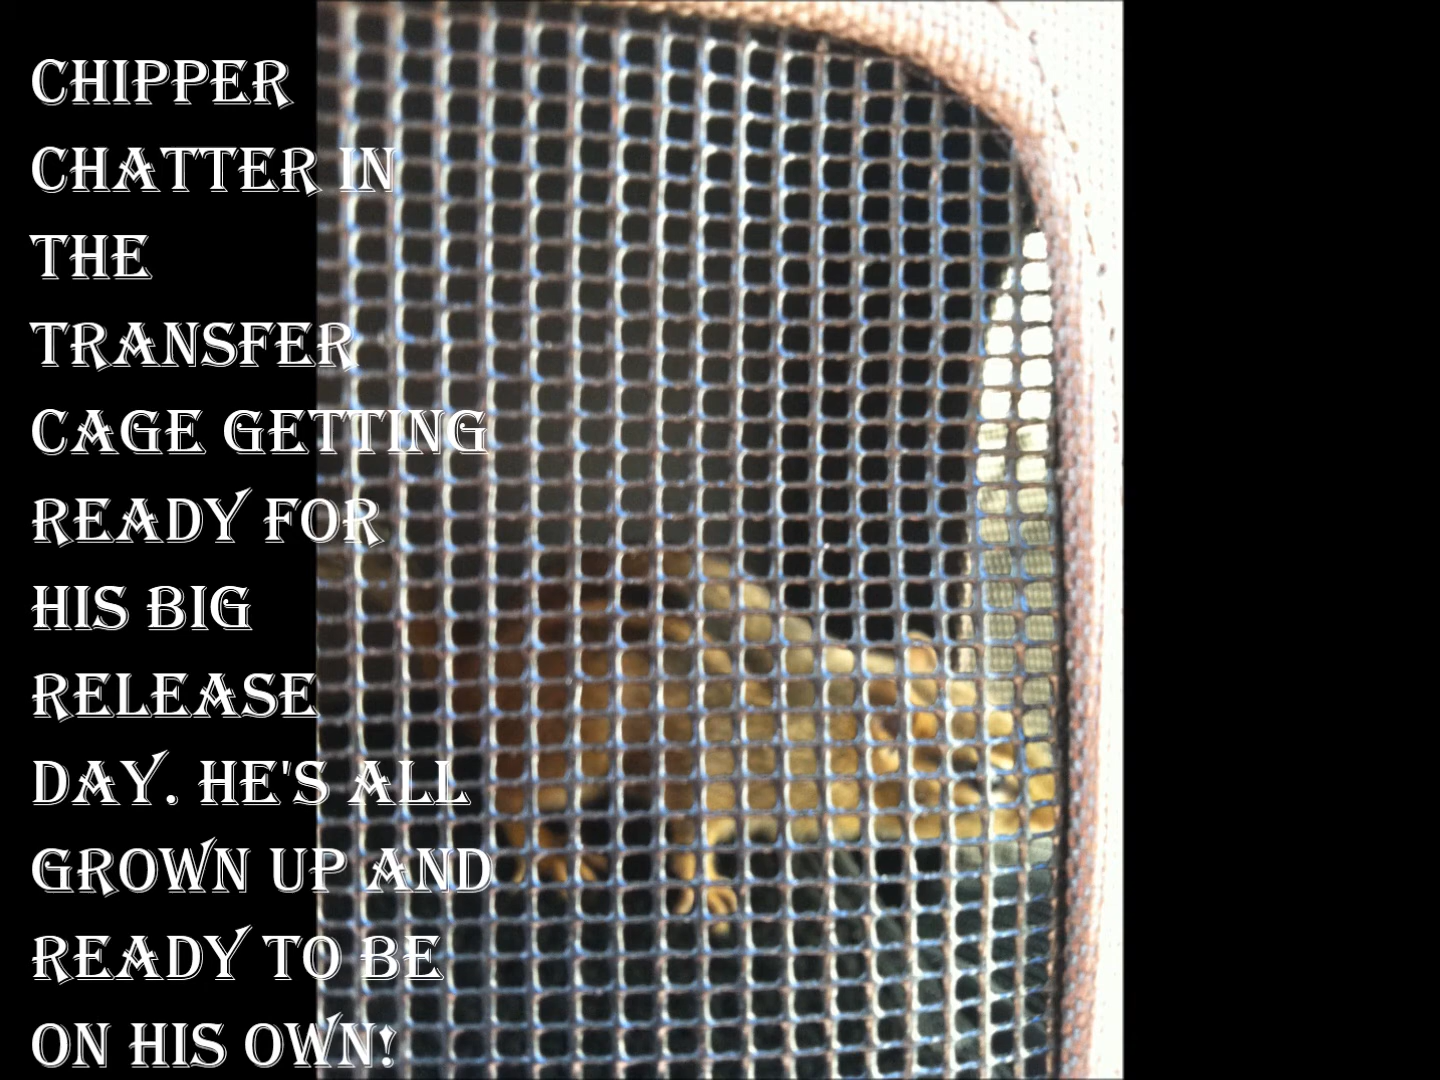 CHIPPER
CHATTER IN
THE
TRANSFER
CAGE GETTING
READY FOR
HIS BIG
RELEASE
DAY. HE'S ALL
GROWN UP AND
READY TO BE
ON HIS OWN!